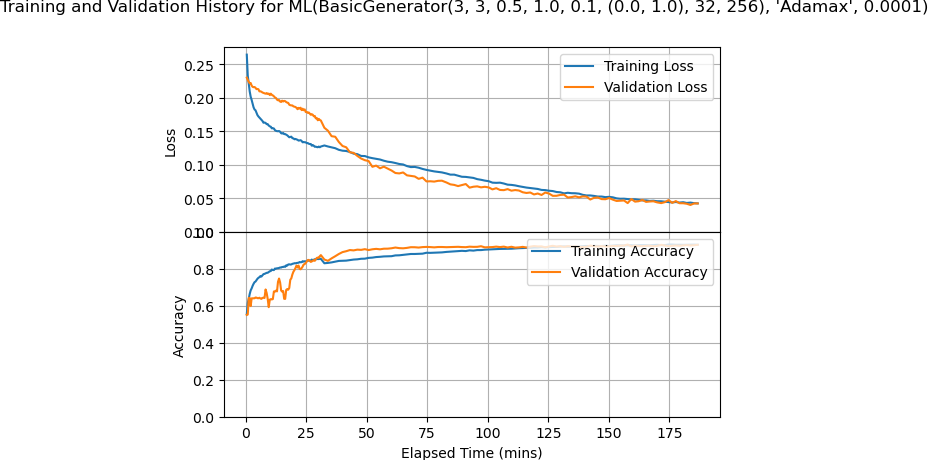 Training and Validation History for ML(BasicGenerator(3, 3, 0.5, 1.0, 0.1, (0.0, 1.0), 32, 256), 'Adamax', 0.0001)
0.25
0.20
0.15
0.10
0.05
0.00
Loss
Training Loss
Validation Loss
1.0
0.8
0.6
0.4
0.2
0.0
Accuracy
Training Accuracy
Validation Accuracy
0 25 50 75 100 125 150 175
Elapsed Time (mins)